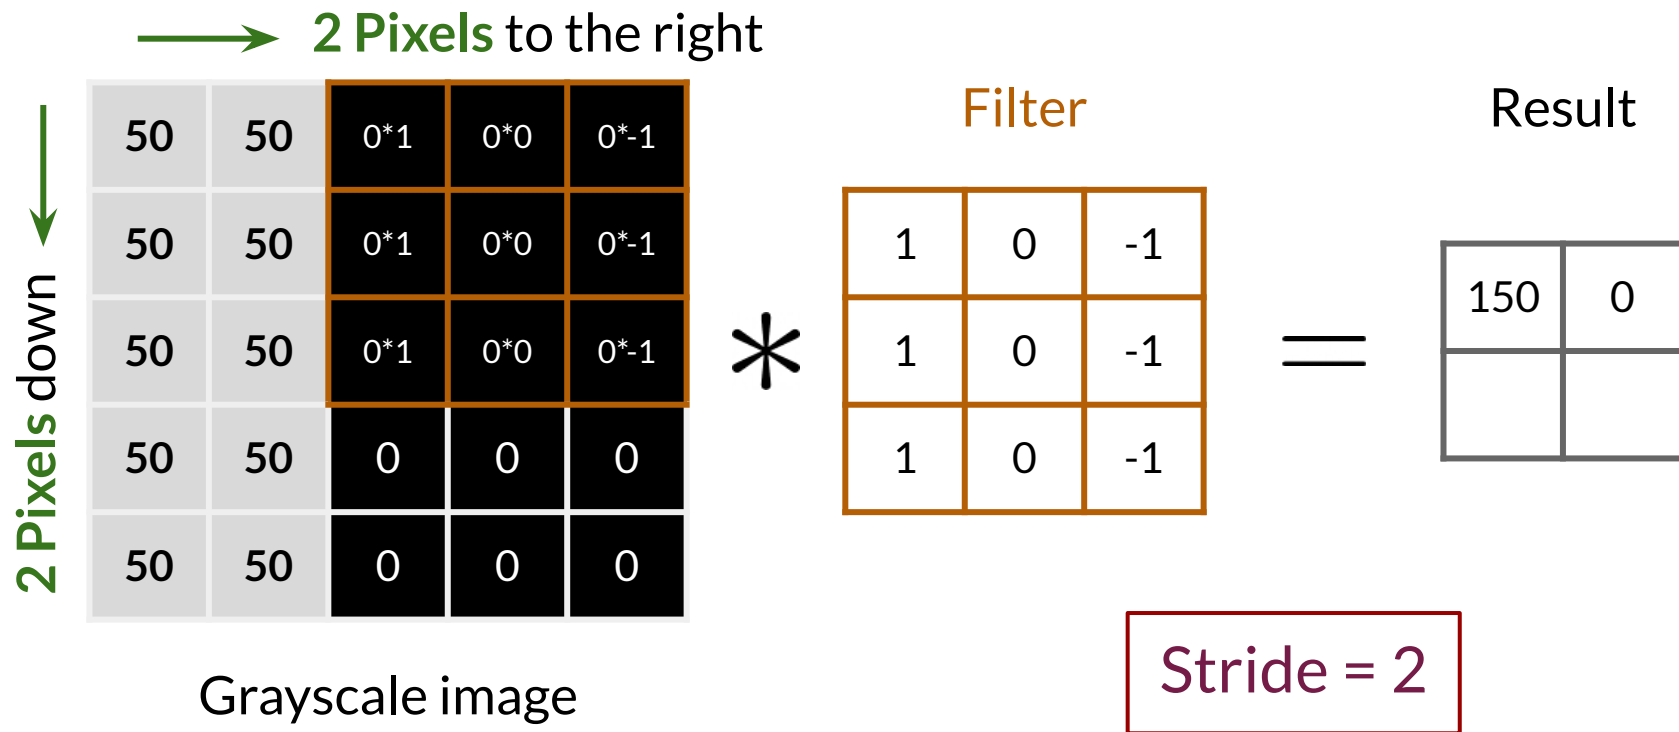 2 Pixels to the right
2 Pixels down
50 50 0*1 0*0 0*-1
50 50 0*1 0*0 0*-1
50 50 0*1 0*0 0*-1
50 50 0 0 0
50 50 0 0 0
Grayscale image
*
Filter
1 0 -1
1 0 -1
1 0 -1
=
Result
150 0
Stride = 2